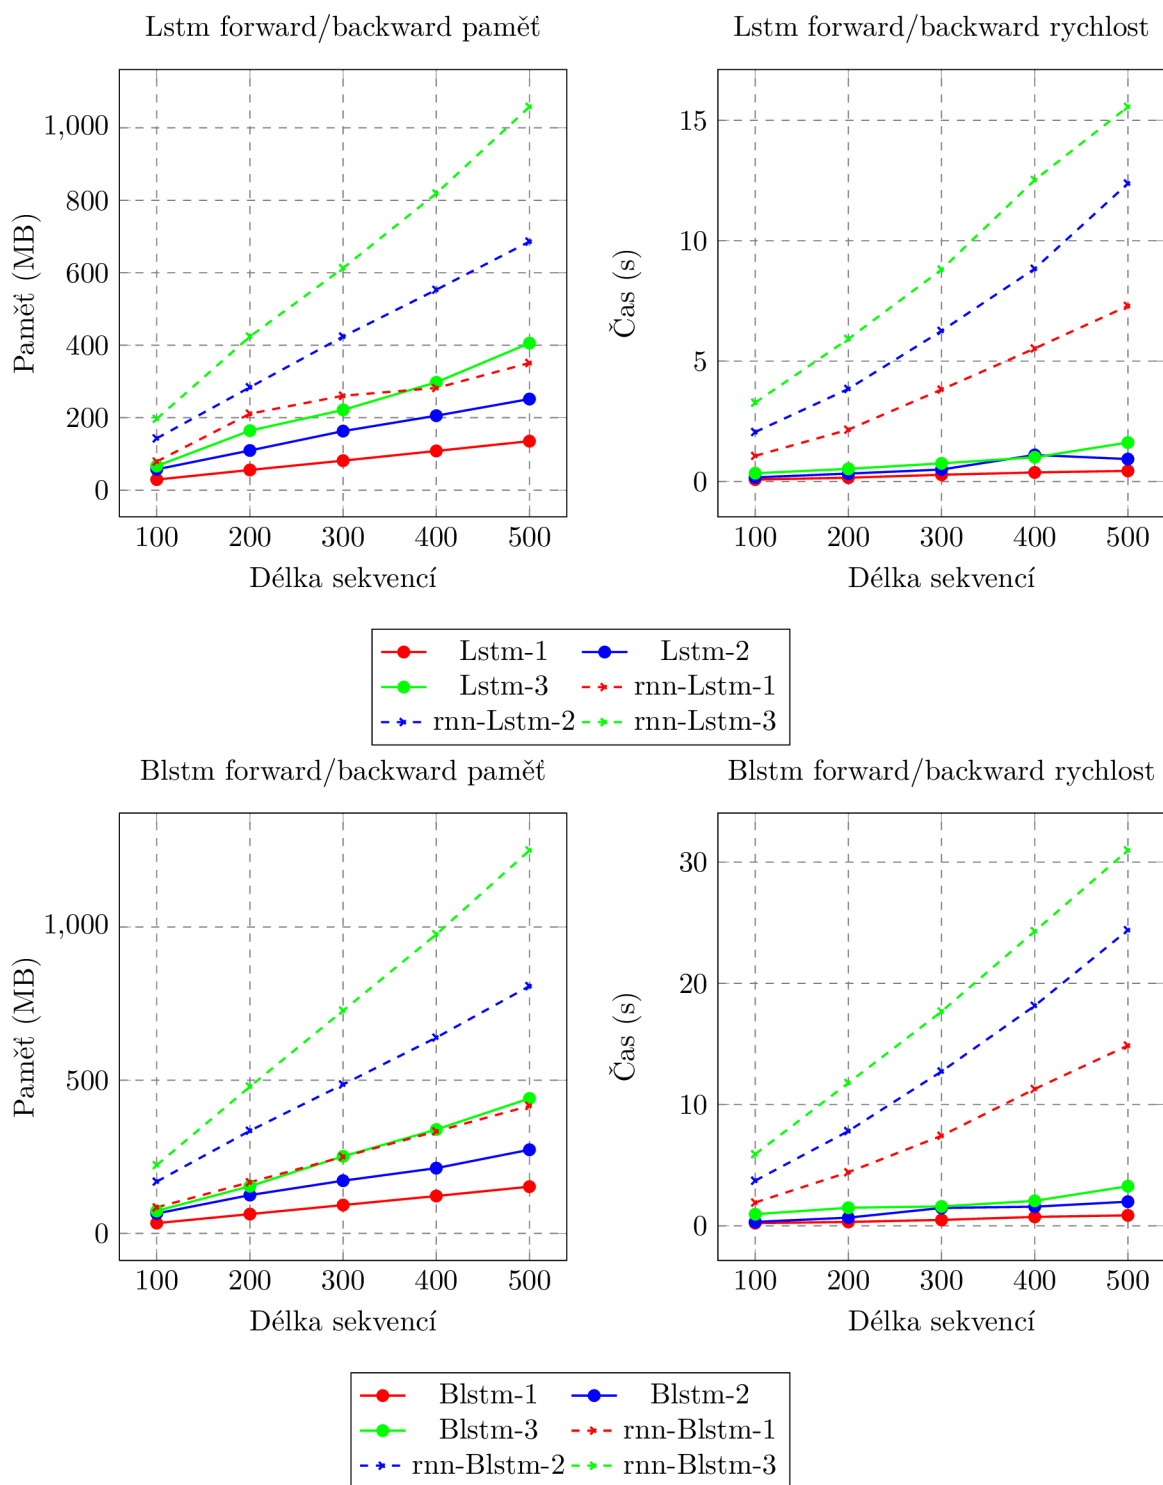 Lstm forward/backward paměť
Lstm forward/backward rychlost
1,000
800
600
400
200
0
Paměť (MB)
100 200 300 400 500
Délka sekvencí
15
10
5
0
Čas (s)
100 200 300 400 500
Délka sekvencí
Lstm-1 Lstm-2
Lstm-3 rnn-Lstm-1
rnn-Lstm-2 rnn-Lstm-3
Blstm forward/backward paměť
Blstm forward/backward rychlost
1,000
500
0
Paměť (MB)
100 200 300 400 500
Délka sekvencí
30
20
10
0
Čas (s)
100 200 300 400 500
Délka sekvencí
Blstm-1 Blstm-2
Blstm-3 rnn-Blstm-1
rnn-Blstm-2 rnn-Blstm-3